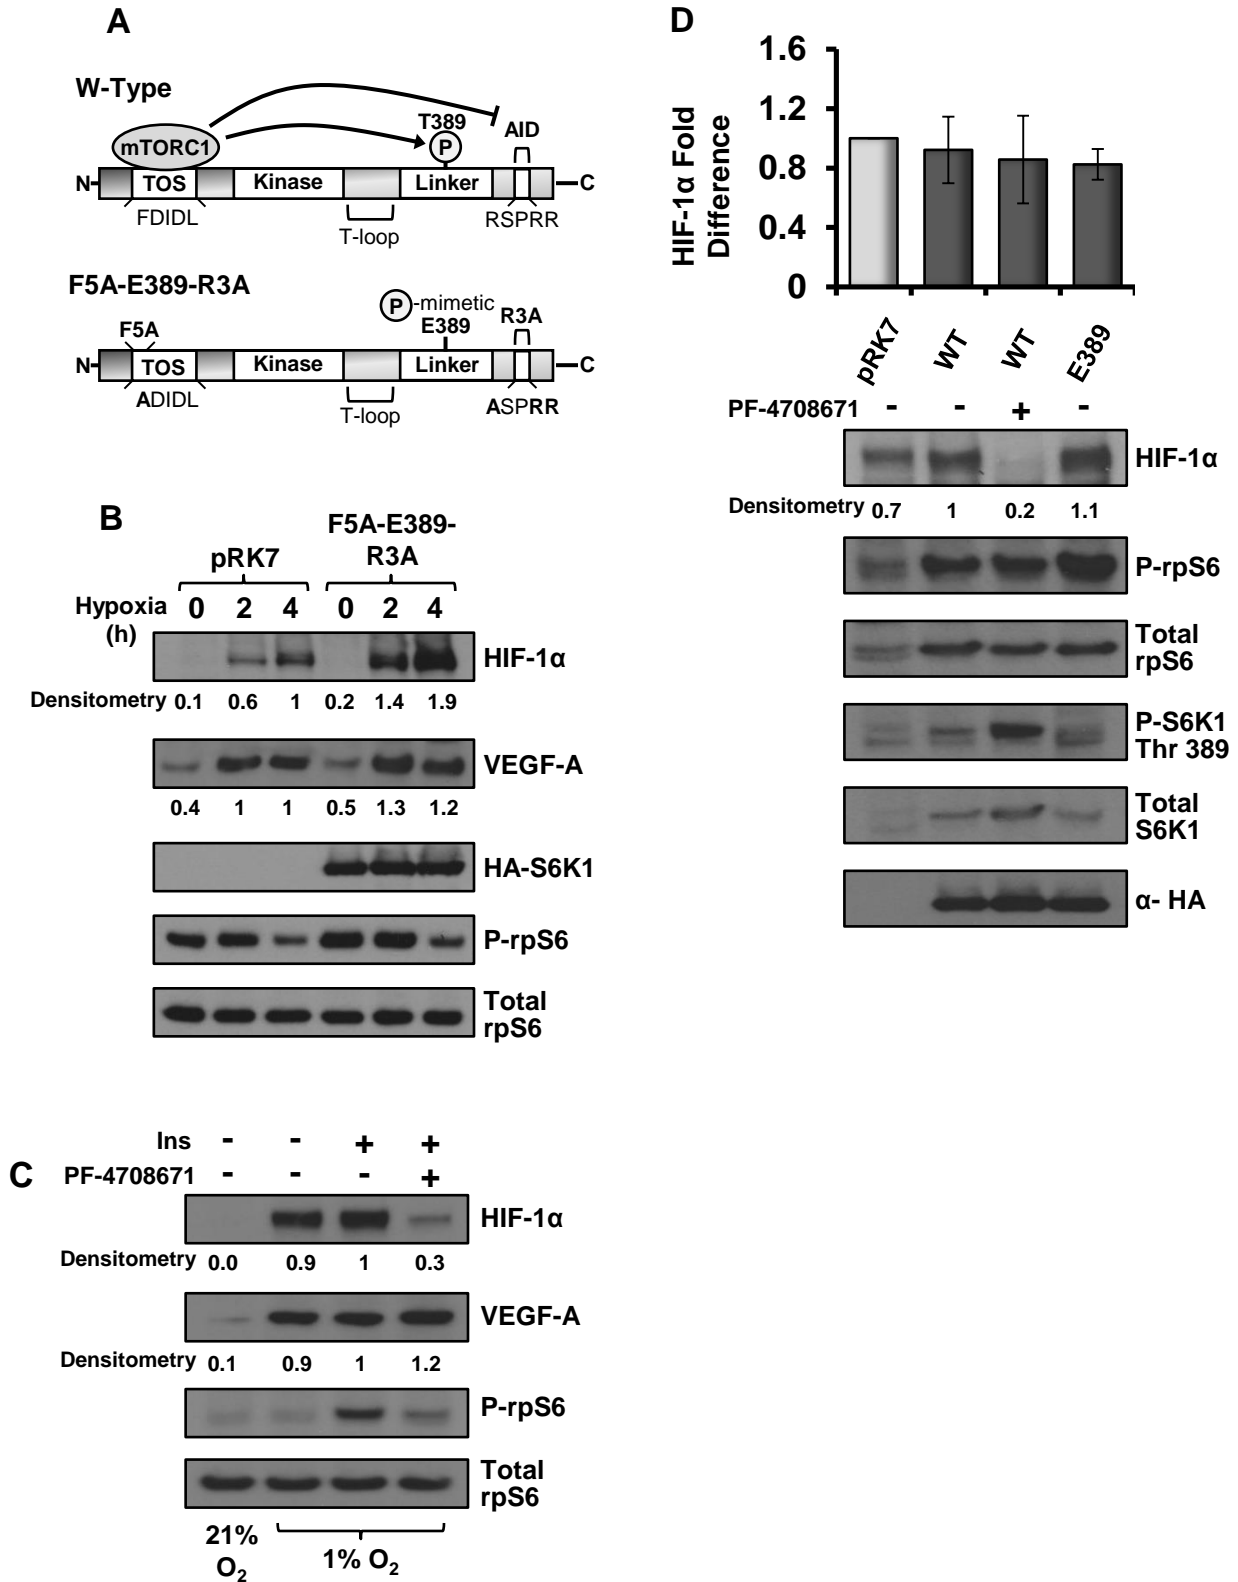 A
W-Type
mTORC1
T389
P
AID
N
TOS
Kinase
Linker
C
FDIDL
T-loop
RSPRR
F5A-E389-R3A
P -mimetic
F5A
E389
R3A
N
TOS
Kinase
Linker
C
ADIDL
T-loop
ASPRR
B
pRK7
F5A-E389-
R3A
Hypoxia
(h)
0 2 4 0 2 4
HIF-1α
Densitometry 0.1 0.6 1 0.2 1.4 1.9
VEGF-A
0.4 1 1 0.5 1.3 1.2
HA-S6K1
P-rpS6
Total
rpS6
C
Ins - - + +
PF-4708671 - - - +
HIF-1α
Densitometry 0.0 0.9 1 0.3
VEGF-A
Densitometry 0.1 0.9 1 1.2
P-rpS6
Total
rpS6
21%
O2
1% O2
D
HIF-1α Fold
Difference
1.6
1.2
0.8
0.4
0
pRK7 WT WT E389
PF-4708671 - - + -
HIF-1α
Densitometry 0.7 1 0.2 1.1
P-rpS6
Total
rpS6
P-S6K1
Thr 389
Total
S6K1
α- HA